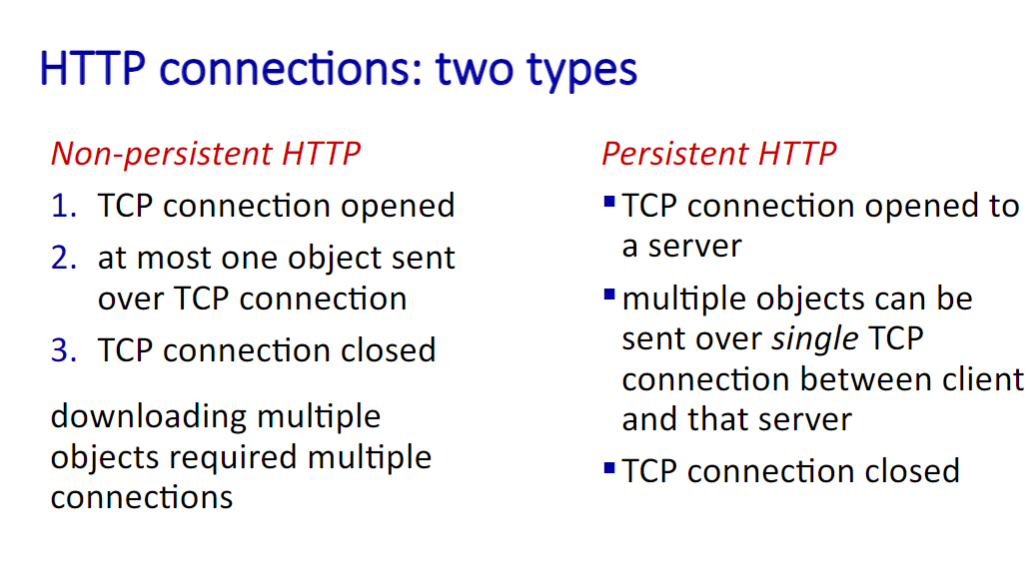 HTTP connections: two types
Non-persistent HTTP
1. TCP connection opened
2. at most one object sent
over TCP connection
3. TCP connection closed
downloading multiple
objects required multiple
connections
Persistent HTTP
▪ TCP connection opened to
a server
▪ multiple objects can be
sent over single TCP
connection between client
and that server
▪ TCP connection closed